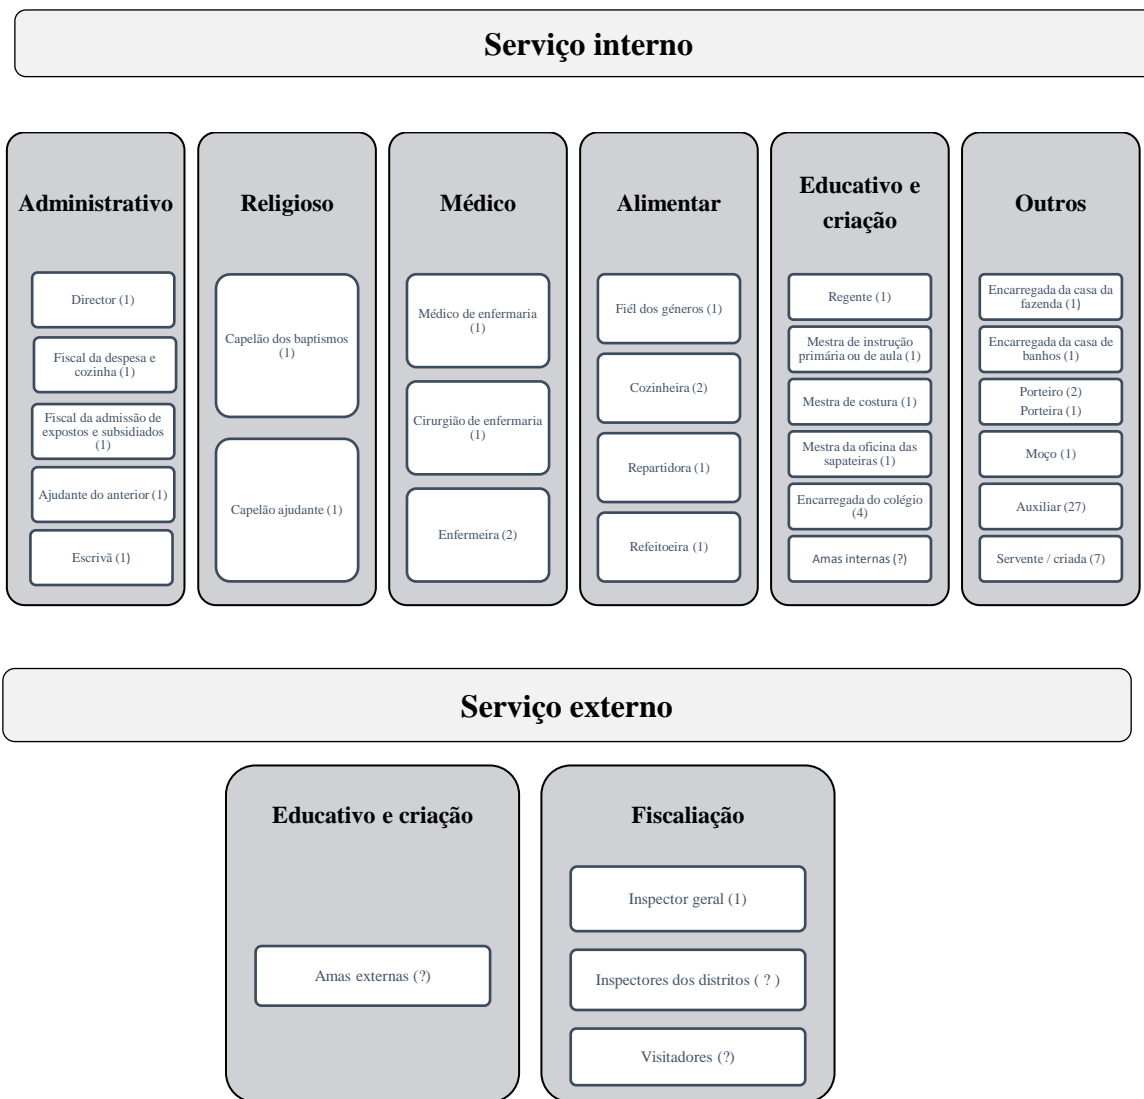 Serviço interno
Administrativo
Director (1)
Fiscal da despesa e
cozinha (1)
Fiscal da admissão de
expostos e subsidiados
(1)
Ajudante do anterior (1)
Escrivã (1)
Religioso
Capelão dos baptismos
(1)
Capelão ajudante (1)
Médico
Médico de enfermaria
(1)
Cirurgião de enfermaria
(1)
Enfermeira (2)
Alimentar
Fiél dos géneros (1)
Cozinheira (2)
Repartidora (1)
Refeitoeira (1)
Educativo e
criação
Regente (1)
Mestra de instrução
primária ou de aula (1)
Mestra de costura (1)
Mestra da oficina das
sapateiras (1)
Encarregada do colégio
(4)
Amas internas (?)
Outros
Encarregada da casa da
fazenda (1)
Encarregada da casa de
banhos (1)
Porteiro (2)
Porteira (1)
Moço (1)
Auxiliar (27)
Servente / criada (7)
Serviço externo
Educativo e criação
Amas externas (?)
Fiscaliação
Inspector geral (1)
Inspectores dos distritos ( ? )
Visitadores (?)